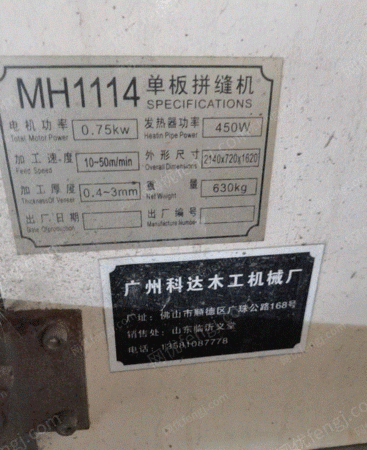 MH1114 单板拼缝机
SPECIFICATIONS
电机功率 0.75kw 发热器功率 450W
Total Motor Power Heatin Pipe Power
加工速度 10~50m/min 外形尺寸 2140x720x1620
Feed Speed Overall Dimensions
加工厚度 0.4~3mm 重量 630kg
Thickness Of Veneer Net Weight
出厂日期 出厂编号
Manufacture Number
广州科达木工机械厂
厂址：佛山市顺德区广珠公路168号
销售处：山东临沂义堂
电话：13581087778